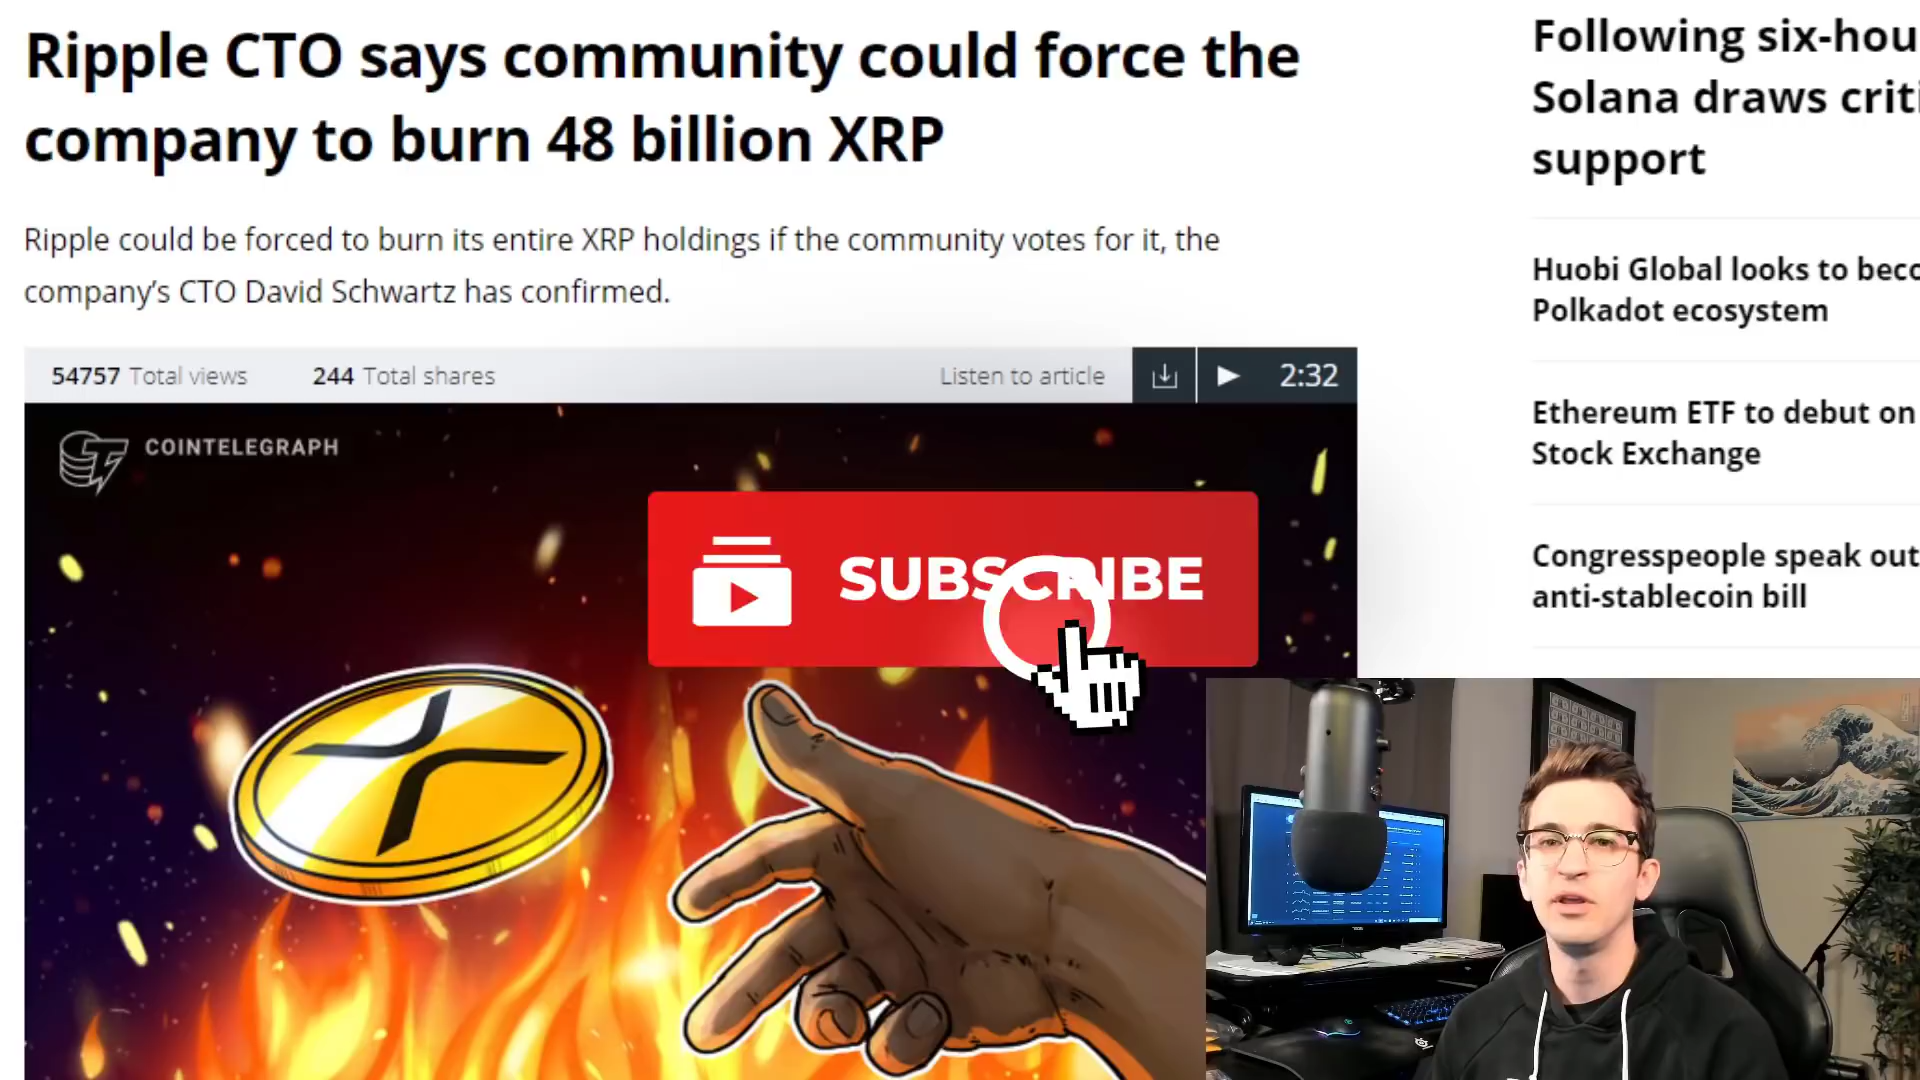 Ripple CTO says community could force the
company to burn 48 billion XRP
Ripple could be forced to burn its entire XRP holdings if the community votes for it, the
company's CTO David Schwartz has confirmed.
54757 Total views
244 Total shares
Listen to article
2:32
COINTELEGRAPH
SUBSCRIBE
Following six-hou
Solana draws criti
support
Huobi Global looks to beco
Polkadot ecosystem
Ethereum ETF to debut on
Stock Exchange
Congresspeople speak out
anti-stablecoin bill